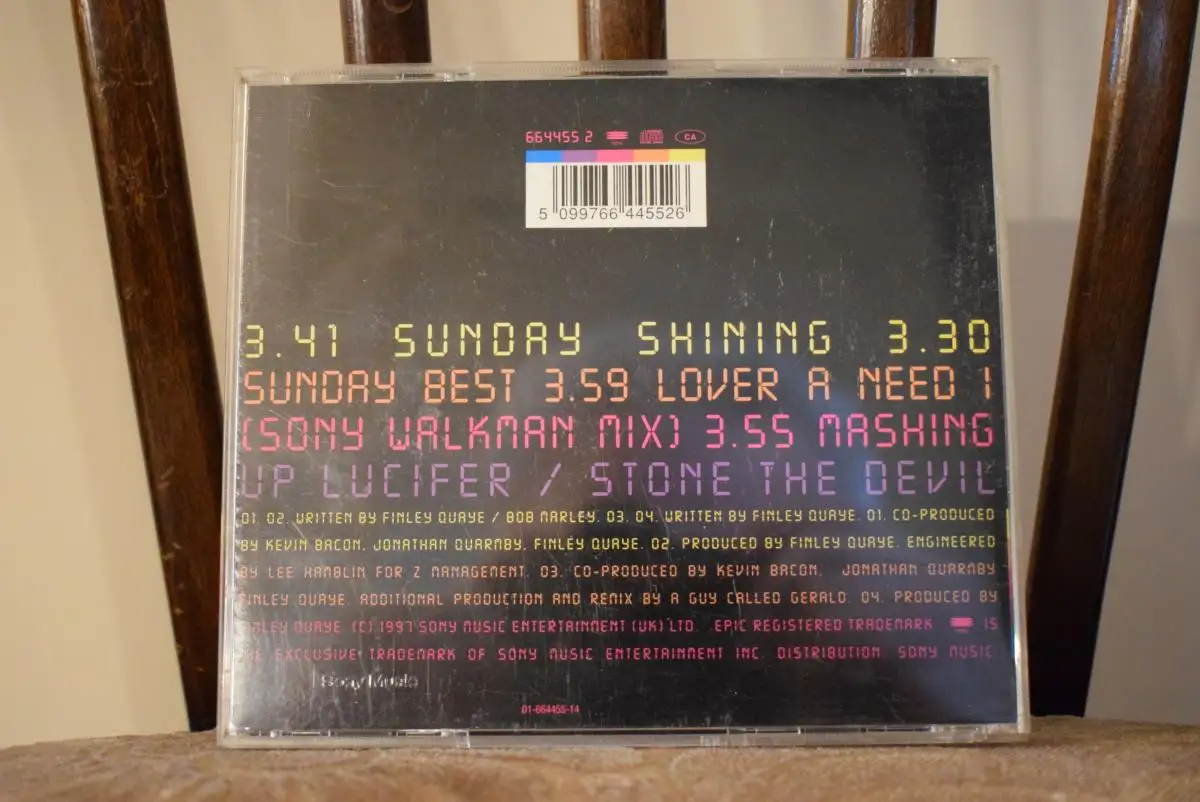 664455 2 CA
5 099766 445526
3.41 SUNDAY SHINING 3.30
SUNDAY BEST 3.59 LOVER A NEED I
(SONY WALKMAN MIX) 3.55 MASHING
UP LUCIFER / STONE THE DEVIL
01. 02. WRITTEN BY FINLEY QUAYE / BOB MARLEY. 03. 04. WRITTEN BY FINLEY QUAYE. 01. CO-PRODUCED
BY KEVIN BACON, JONATHAN QUARMBY, FINLEY QUAYE. 02. PRODUCED BY FINLEY QUAYE. ENGINEERED
BY LEE HAMBLIN FOR Z MANAGEMENT. 03. CO-PRODUCED BY KEVIN BACON, JONATHAN QUARMBY
FINLEY QUAYE. ADDITIONAL PRODUCTION AND REMIX BY A GUY CALLED GERALD. 04. PRODUCED BY
FINLEY QUAYE (C) 1997 SONY MUSIC ENTERTAINMENT (UK) LTD. EPIC REGISTERED TRADEMARK IS
THE EXCLUSIVE TRADEMARK OF SONY MUSIC ENTERTAINMENT INC. DISTRIBUTION. SONY MUSIC
Sony Music
01-664455-14